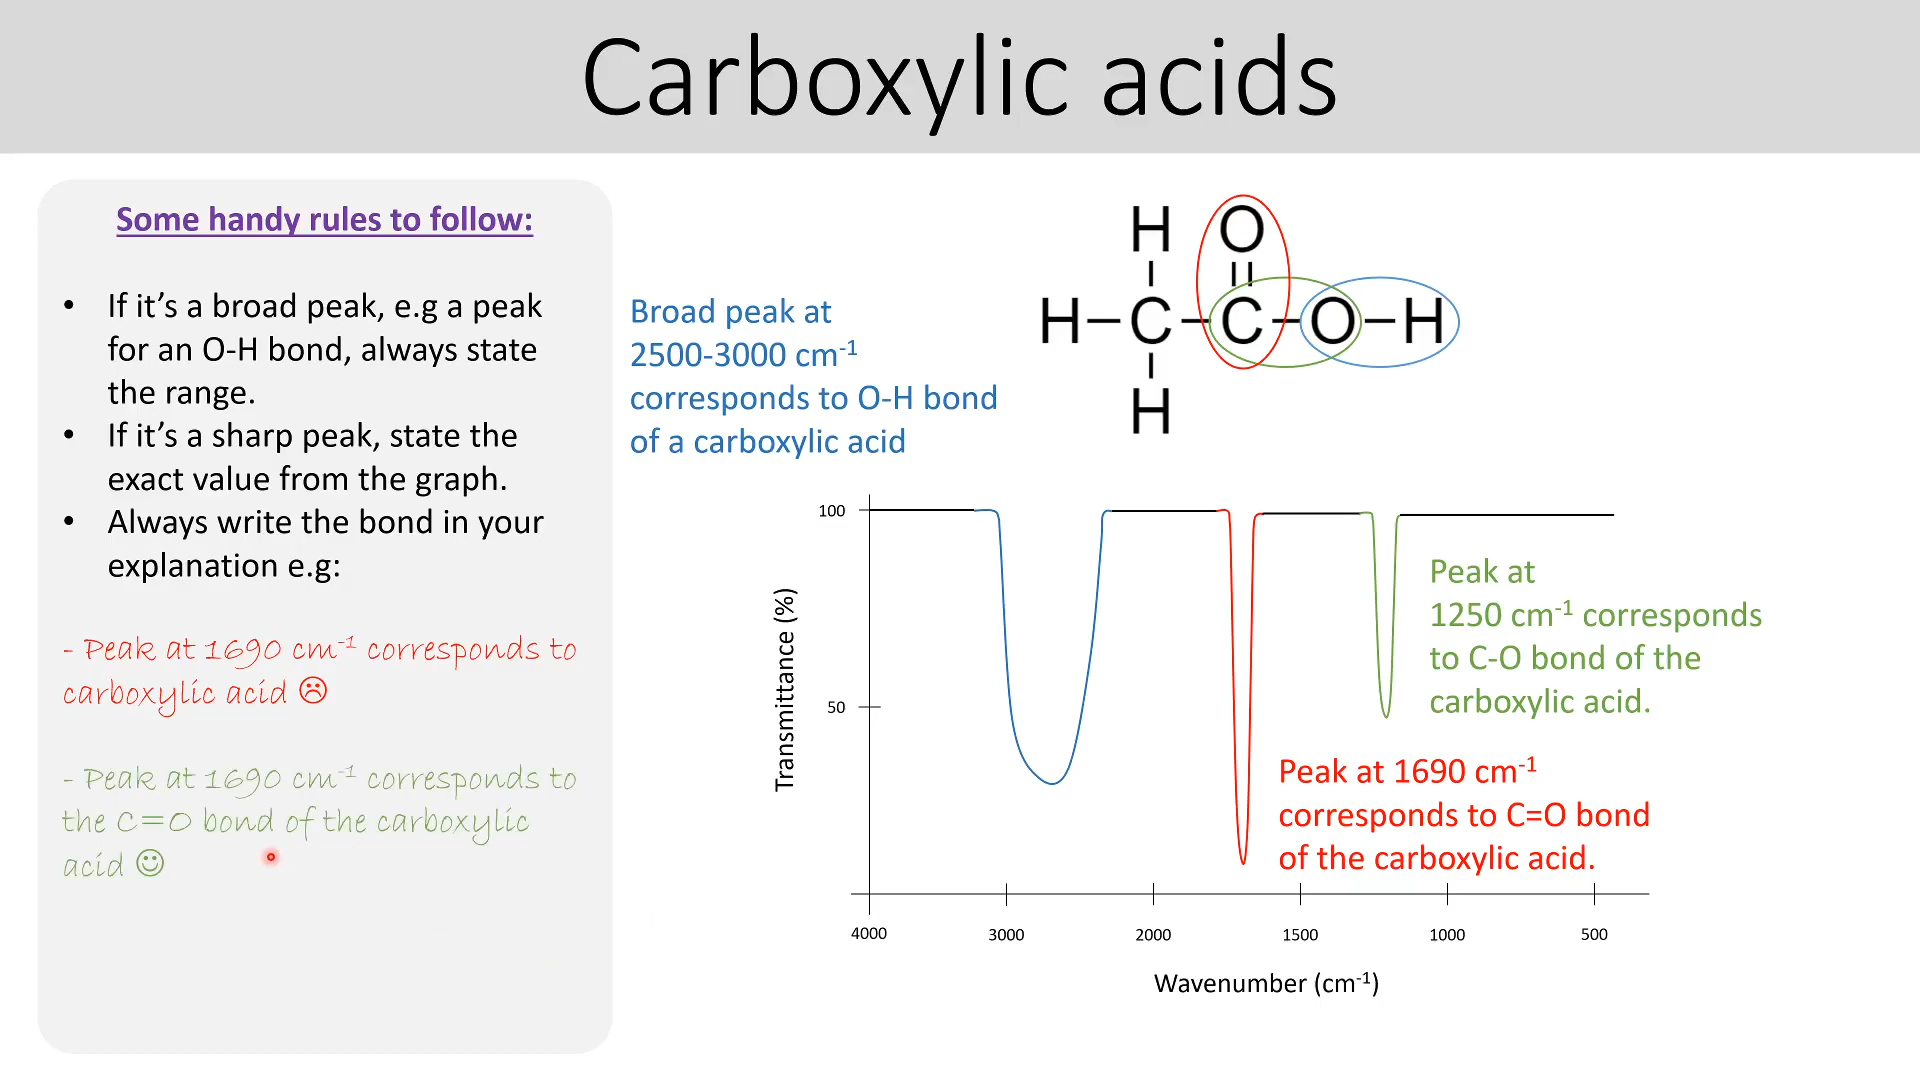 Carboxylic acids
Some handy rules to follow:
• If it’s a broad peak, e.g a peak
for an O-H bond, always state
the range.
• If it’s a sharp peak, state the
exact value from the graph.
• Always write the bond in your
explanation e.g:
- Peak at 1690 cm⁻¹ corresponds to
carboxylic acid ☹
- Peak at 1690 cm⁻¹ corresponds to
the C=O bond of the carboxylic
acid ☺
Broad peak at
2500-3000 cm⁻¹
corresponds to O-H bond
of a carboxylic acid
H O
H–C–C–O–H
H
100
50
Transmittance (%)
Peak at
1250 cm⁻¹ corresponds
to C-O bond of the
carboxylic acid.
Peak at 1690 cm⁻¹
corresponds to C=O bond
of the carboxylic acid.
4000 3000 2000 1500 1000 500
Wavenumber (cm⁻¹)